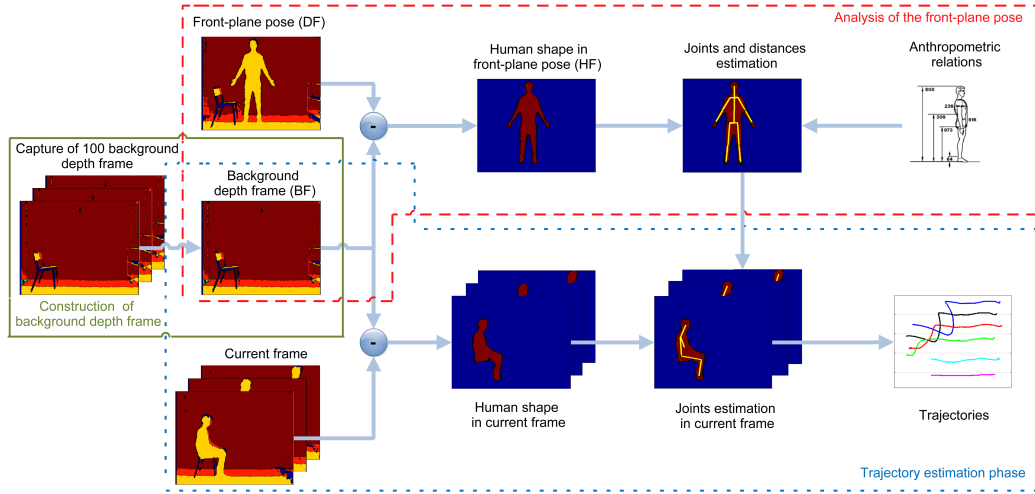 Analysis of the front-plane pose
Front-plane pose (DF)
Human shape in
front-plane pose (HF)
Joints and distances
estimation
Anthropometric
relations
-
Capture of 100 background
depth frame
Background
depth frame (BF)
Construction of
background depth frame
-
Current frame
Human shape
in current frame
Joints estimation
in current frame
Trajectories
Trajectory estimation phase